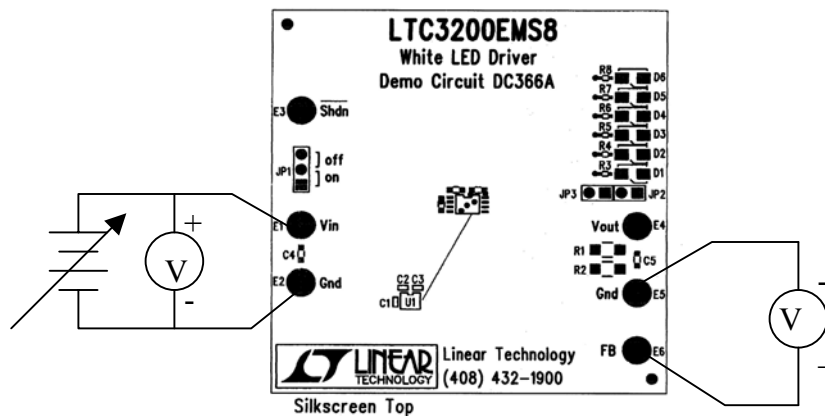 LTC3200EMS8
White LED Driver
Demo Circuit DC366A
E3 Shdn
JP1 off
on
E1 Vin
C4
E2 Gnd
+
V
-
R8 D6
R7 D5
R6 D4
R5 D3
R4 D2
R3 D1
JP3 JP2
Vout E4
R1
R2 C5
Gnd E5
FB E6
C2 C3
C1 U1
-
V
LINEAR
TECHNOLOGY
Linear Technology
(408) 432-1900
Silkscreen Top